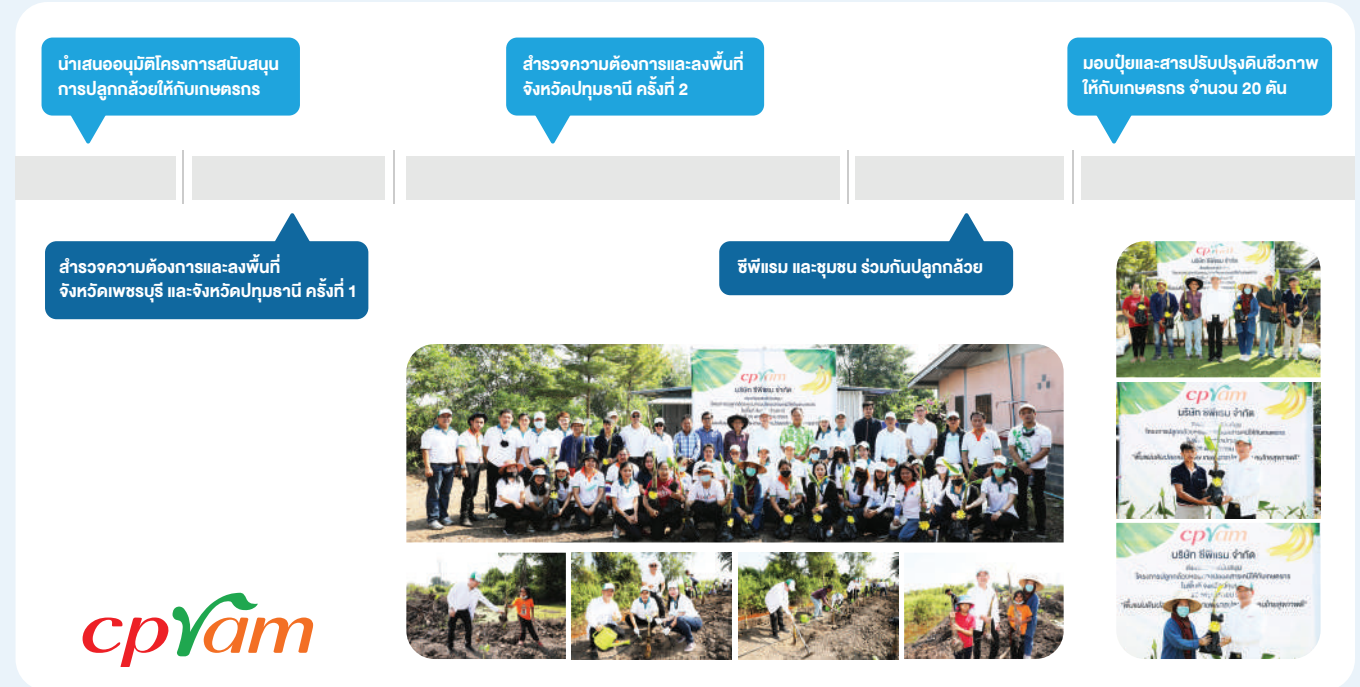 นำเสนออนุมัติโครงการสนับสนุน
การปลูกกล้วยให้กับเกษตรกร
สำรวจความต้องการและลงพื้นที่
จังหวัดปทุมธานี ครั้งที่ 2
มอบปุ๋ยและสารปรับปรุงดินชีวภาพ
ให้กับเกษตรกร จำนวน 20 ตัน
สำรวจความต้องการและลงพื้นที่
จังหวัดเพชรบุรี และจังหวัดปทุมธานี ครั้งที่ 1
ซีพีแรม และชุมชน ร่วมกันปลูกกล้วย
cpram
บริษัท ซีพีแรม จำกัด
cpram
บริษัท ซีพีแรม จำกัด
cpram
บริษัท ซีพีแรม จำกัด
cpram
บริษัท ซีพีแรม จำกัด
cpram